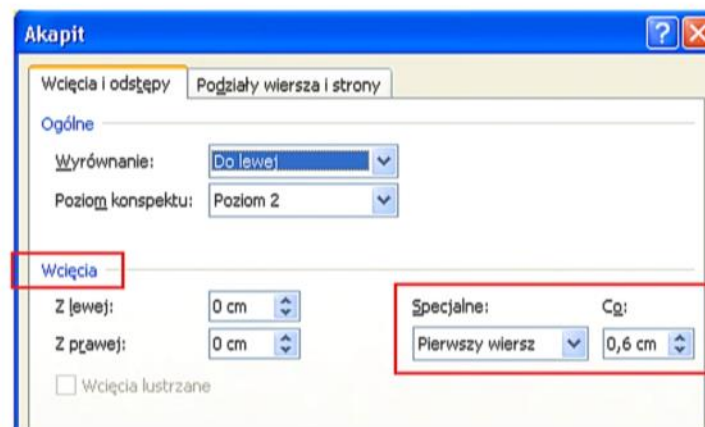 Akapit
Wcięcia i odstępy Podziały wiersza i strony
Ogólne
Wyrównanie: Do lewej
Poziom konspektu: Poziom 2
Wcięcia
Z lewej: 0 cm Specjalne: Co:
Z prawej: 0 cm Pierwszy wiersz 0,6 cm
Wcięcia lustrzane